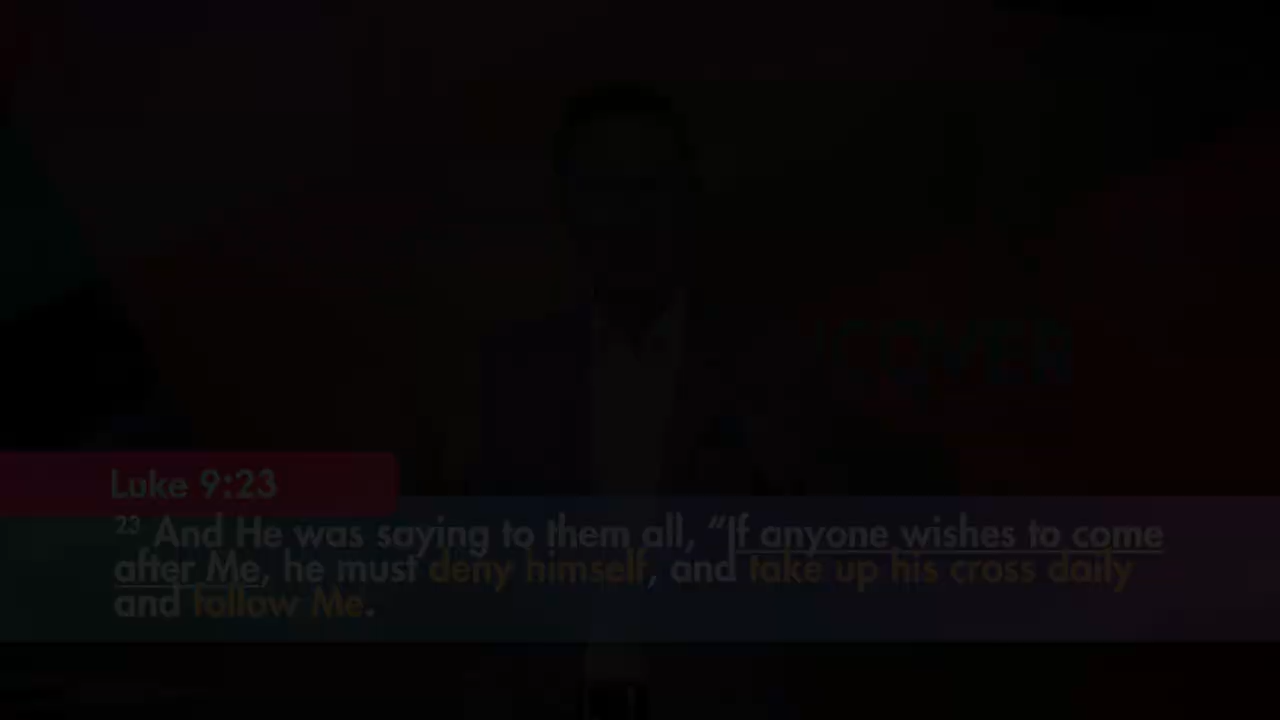 COVER
Luke 9:23
²³ And He was saying to them all, “If anyone wishes to come
after Me, he must deny himself, and take up his cross daily
and follow Me.